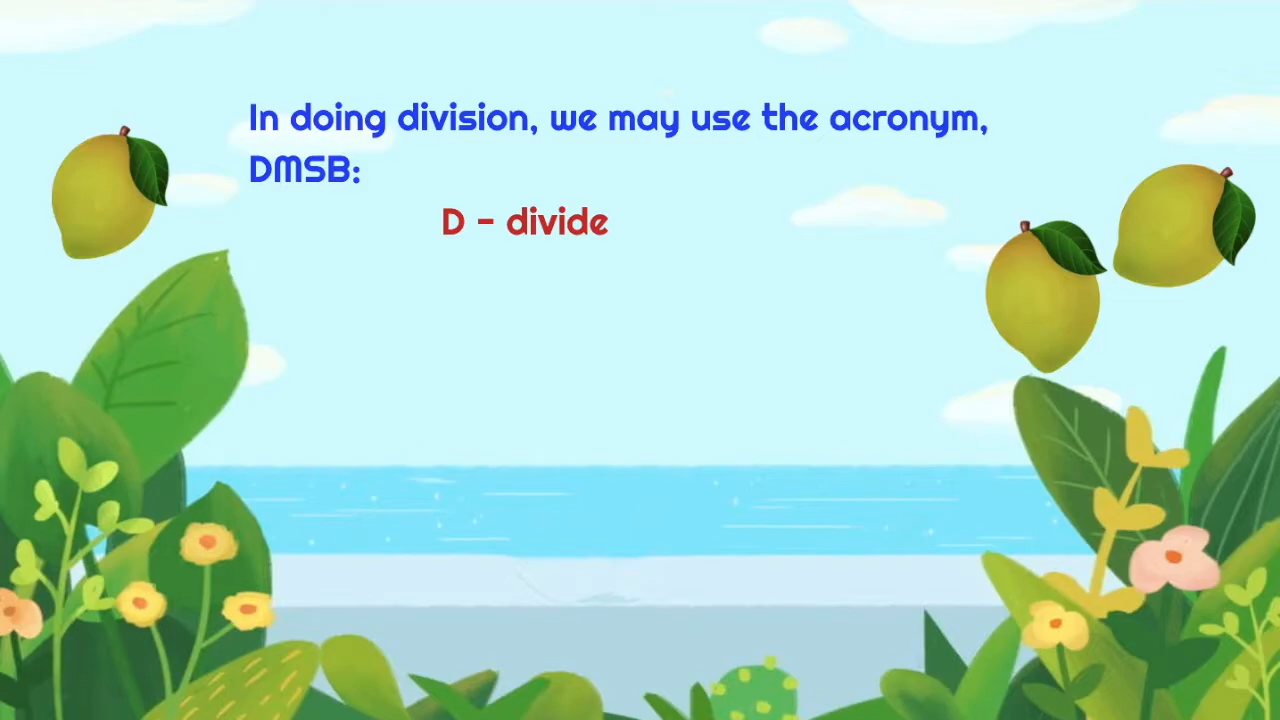 In doing division, we may use the acronym,
DMSB:
D - divide